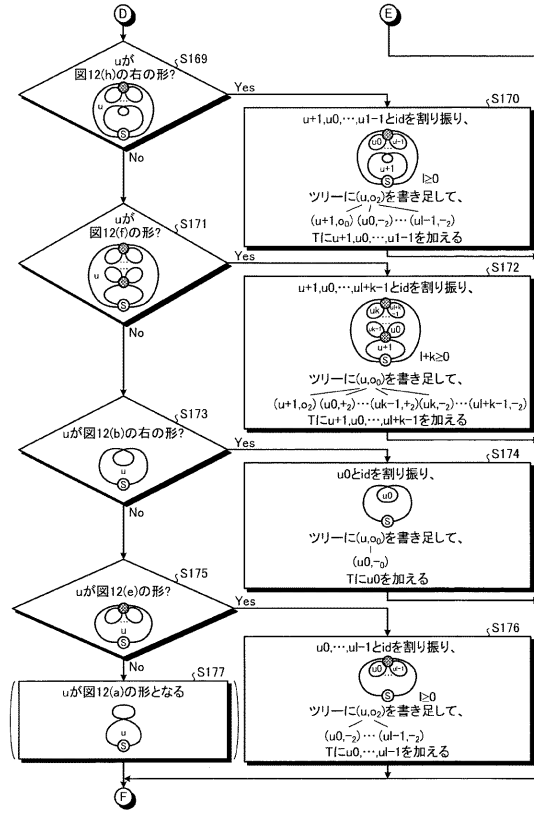 D
E
uが
図12(h)の右の形?
S169
u
S
Yes
No
S170
u+1,u0,…,u1−1とidを割り振り、
u0
ul−1
…
u+1
S
l≥0
ツリーに(u,o₂)を書き足して、
(u+1,o₀) (u0,−₂)…(ul−1,−₂)
Tにu+1,u0,…,u1−1を加える
uが
図12(f)の形?
S171
u
S
Yes
No
S172
u+1,u0,…,ul+k−1とidを割り振り、
uk
ul+k−1
uk−1
u0
u+1
S
l+k≥0
ツリーに(u,o₀)を書き足して、
(u+1,o₂) (u0,+₂)…(uk−1,+₂)(uk,−₂)…(ul+k−1,−₂)
Tにu+1,u0,…,ul+k−1を加える
S173
uが図12(b)の右の形?
u
S
Yes
No
S174
u0とidを割り振り、
u0
S
ツリーに(u,o₀)を書き足して、
(u0,−₀)
Tにu0を加える
S175
uが図12(e)の形?
…
u
S
Yes
No
S176
u0,…,ul−1とidを割り振り、
u0
ul−1
…
S
l≥0
ツリーに(u,o₂)を書き足して、
(u0,−₂)…(ul−1,−₂)
Tにu0,…,ul−1を加える
S177
uが図12(a)の形となる
u
S
F